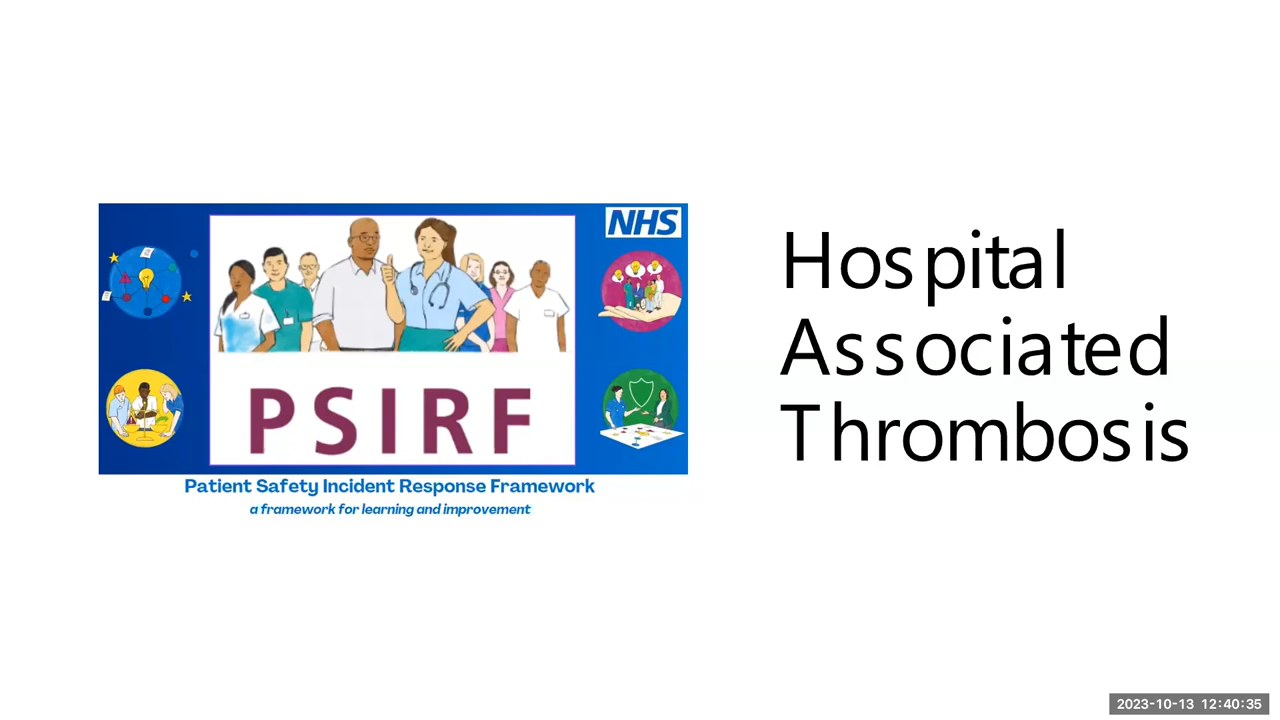 NHS
PSIRF
Patient Safety Incident Response Framework
a framework for learning and improvement
Hospital
Associated
Thrombosis
2023-10-13 12:40:35